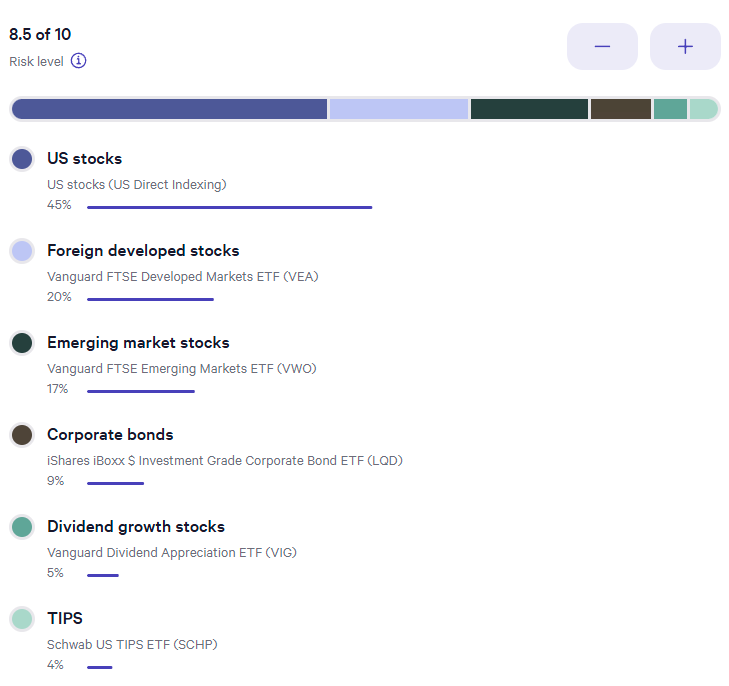 8.5 of 10
Risk level
US stocks
US stocks (US Direct Indexing)
45%
Foreign developed stocks
Vanguard FTSE Developed Markets ETF (VEA)
20%
Emerging market stocks
Vanguard FTSE Emerging Markets ETF (VWO)
17%
Corporate bonds
iShares iBoxx $ Investment Grade Corporate Bond ETF (LQD)
9%
Dividend growth stocks
Vanguard Dividend Appreciation ETF (VIG)
5%
TIPS
Schwab US TIPS ETF (SCHP)
4%